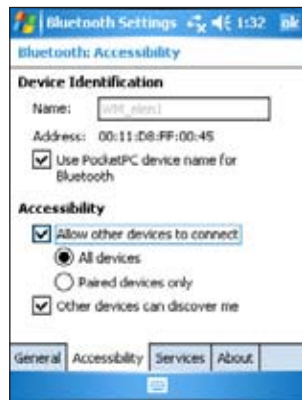 Bluetooth Settings 1:32 ok
Bluetooth: Accessibility
Device Identification
Name: WM_elen1
Address: 00:11:D8:FF:00:45
Use PocketPC device name for
Bluetooth
Accessibility
Allow other devices to connect
All devices
Paired devices only
Other devices can discover me
General Accessibility Services About